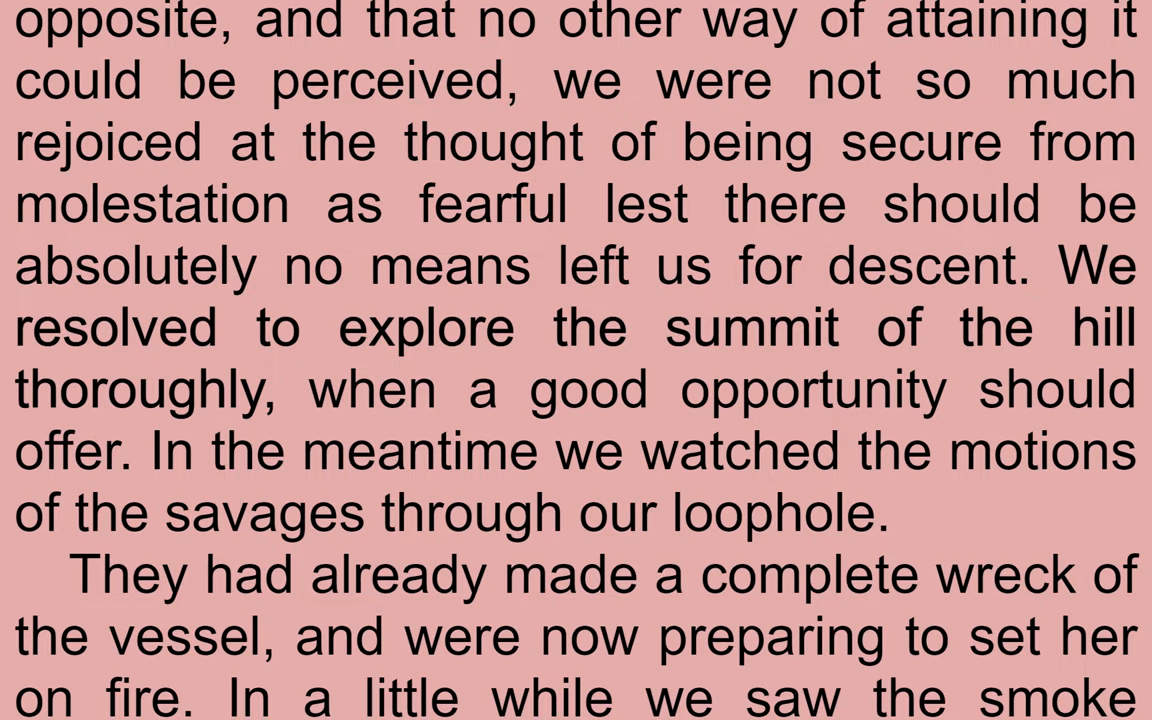 opposite, and that no other way of attaining it
could be perceived, we were not so much
rejoiced at the thought of being secure from
molestation as fearful lest there should be
absolutely no means left us for descent. We
resolved to explore the summit of the hill
thoroughly, when a good opportunity should
offer. In the meantime we watched the motions
of the savages through our loophole.
They had already made a complete wreck of
the vessel, and were now preparing to set her
on fire. In a little while we saw the smoke